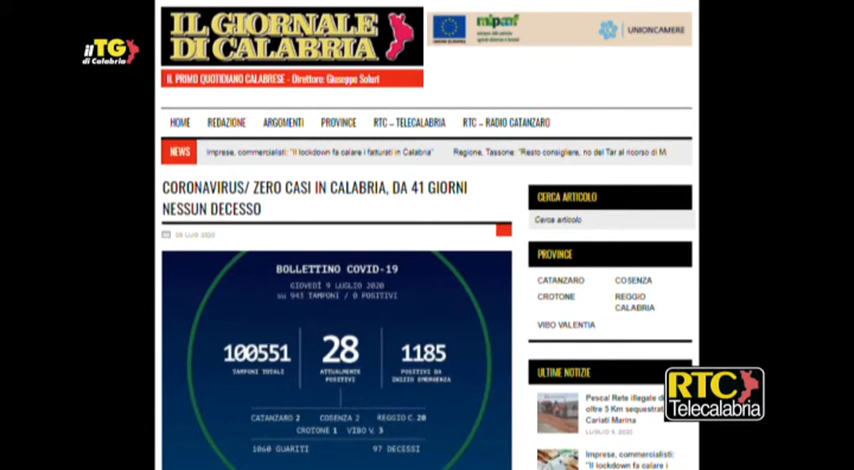 IL GIORNALE
DI CALABRIA
IL PRIMO QUOTIDIANO CALABRESE - Direttore: Giuseppe Soluri
mipaaf
UNIONCAMERE
il TG
di Calabria
HOME REDAZIONE ARGOMENTI PROVINCE RTC – TELECALABRIA RTC – RADIO CATANZARO
NEWS Imprese, commercialisti: "Il lockdown fa calare i fatturati in Calabria" Regione, Tassone: "Resto consigliere, no del Tar al ricorso di M
CORONAVIRUS/ ZERO CASI IN CALABRIA, DA 41 GIORNI
NESSUN DECESSO
LUG 2020
BOLLETTINO COVID-19
GIOVEDÌ 9 LUGLIO 2020
su 943 TAMPONI / 0 POSITIVI
100551
TAMPONI TOTALI
28
ATTUALMENTE
POSITIVI
1185
POSITIVI DA
INIZIO EMERGENZA
CATANZARO 2 COSENZA 2 REGGIO C. 20
CROTONE 1 VIBO V. 3
1060 GUARITI 97 DECESSI
CERCA ARTICOLO
Cerca articolo
PROVINCE
CATANZARO COSENZA
CROTONE REGGIO
CALABRIA
VIBO VALENTIA
ULTIME NOTIZIE
Pesca/ Rete illegale di
oltre 5 Km sequestrat
Cariati Marina
LUGLIO 9, 2020
Imprese, commercialisti:
"Il lockdown fa calare i
RTC
Telecalabria